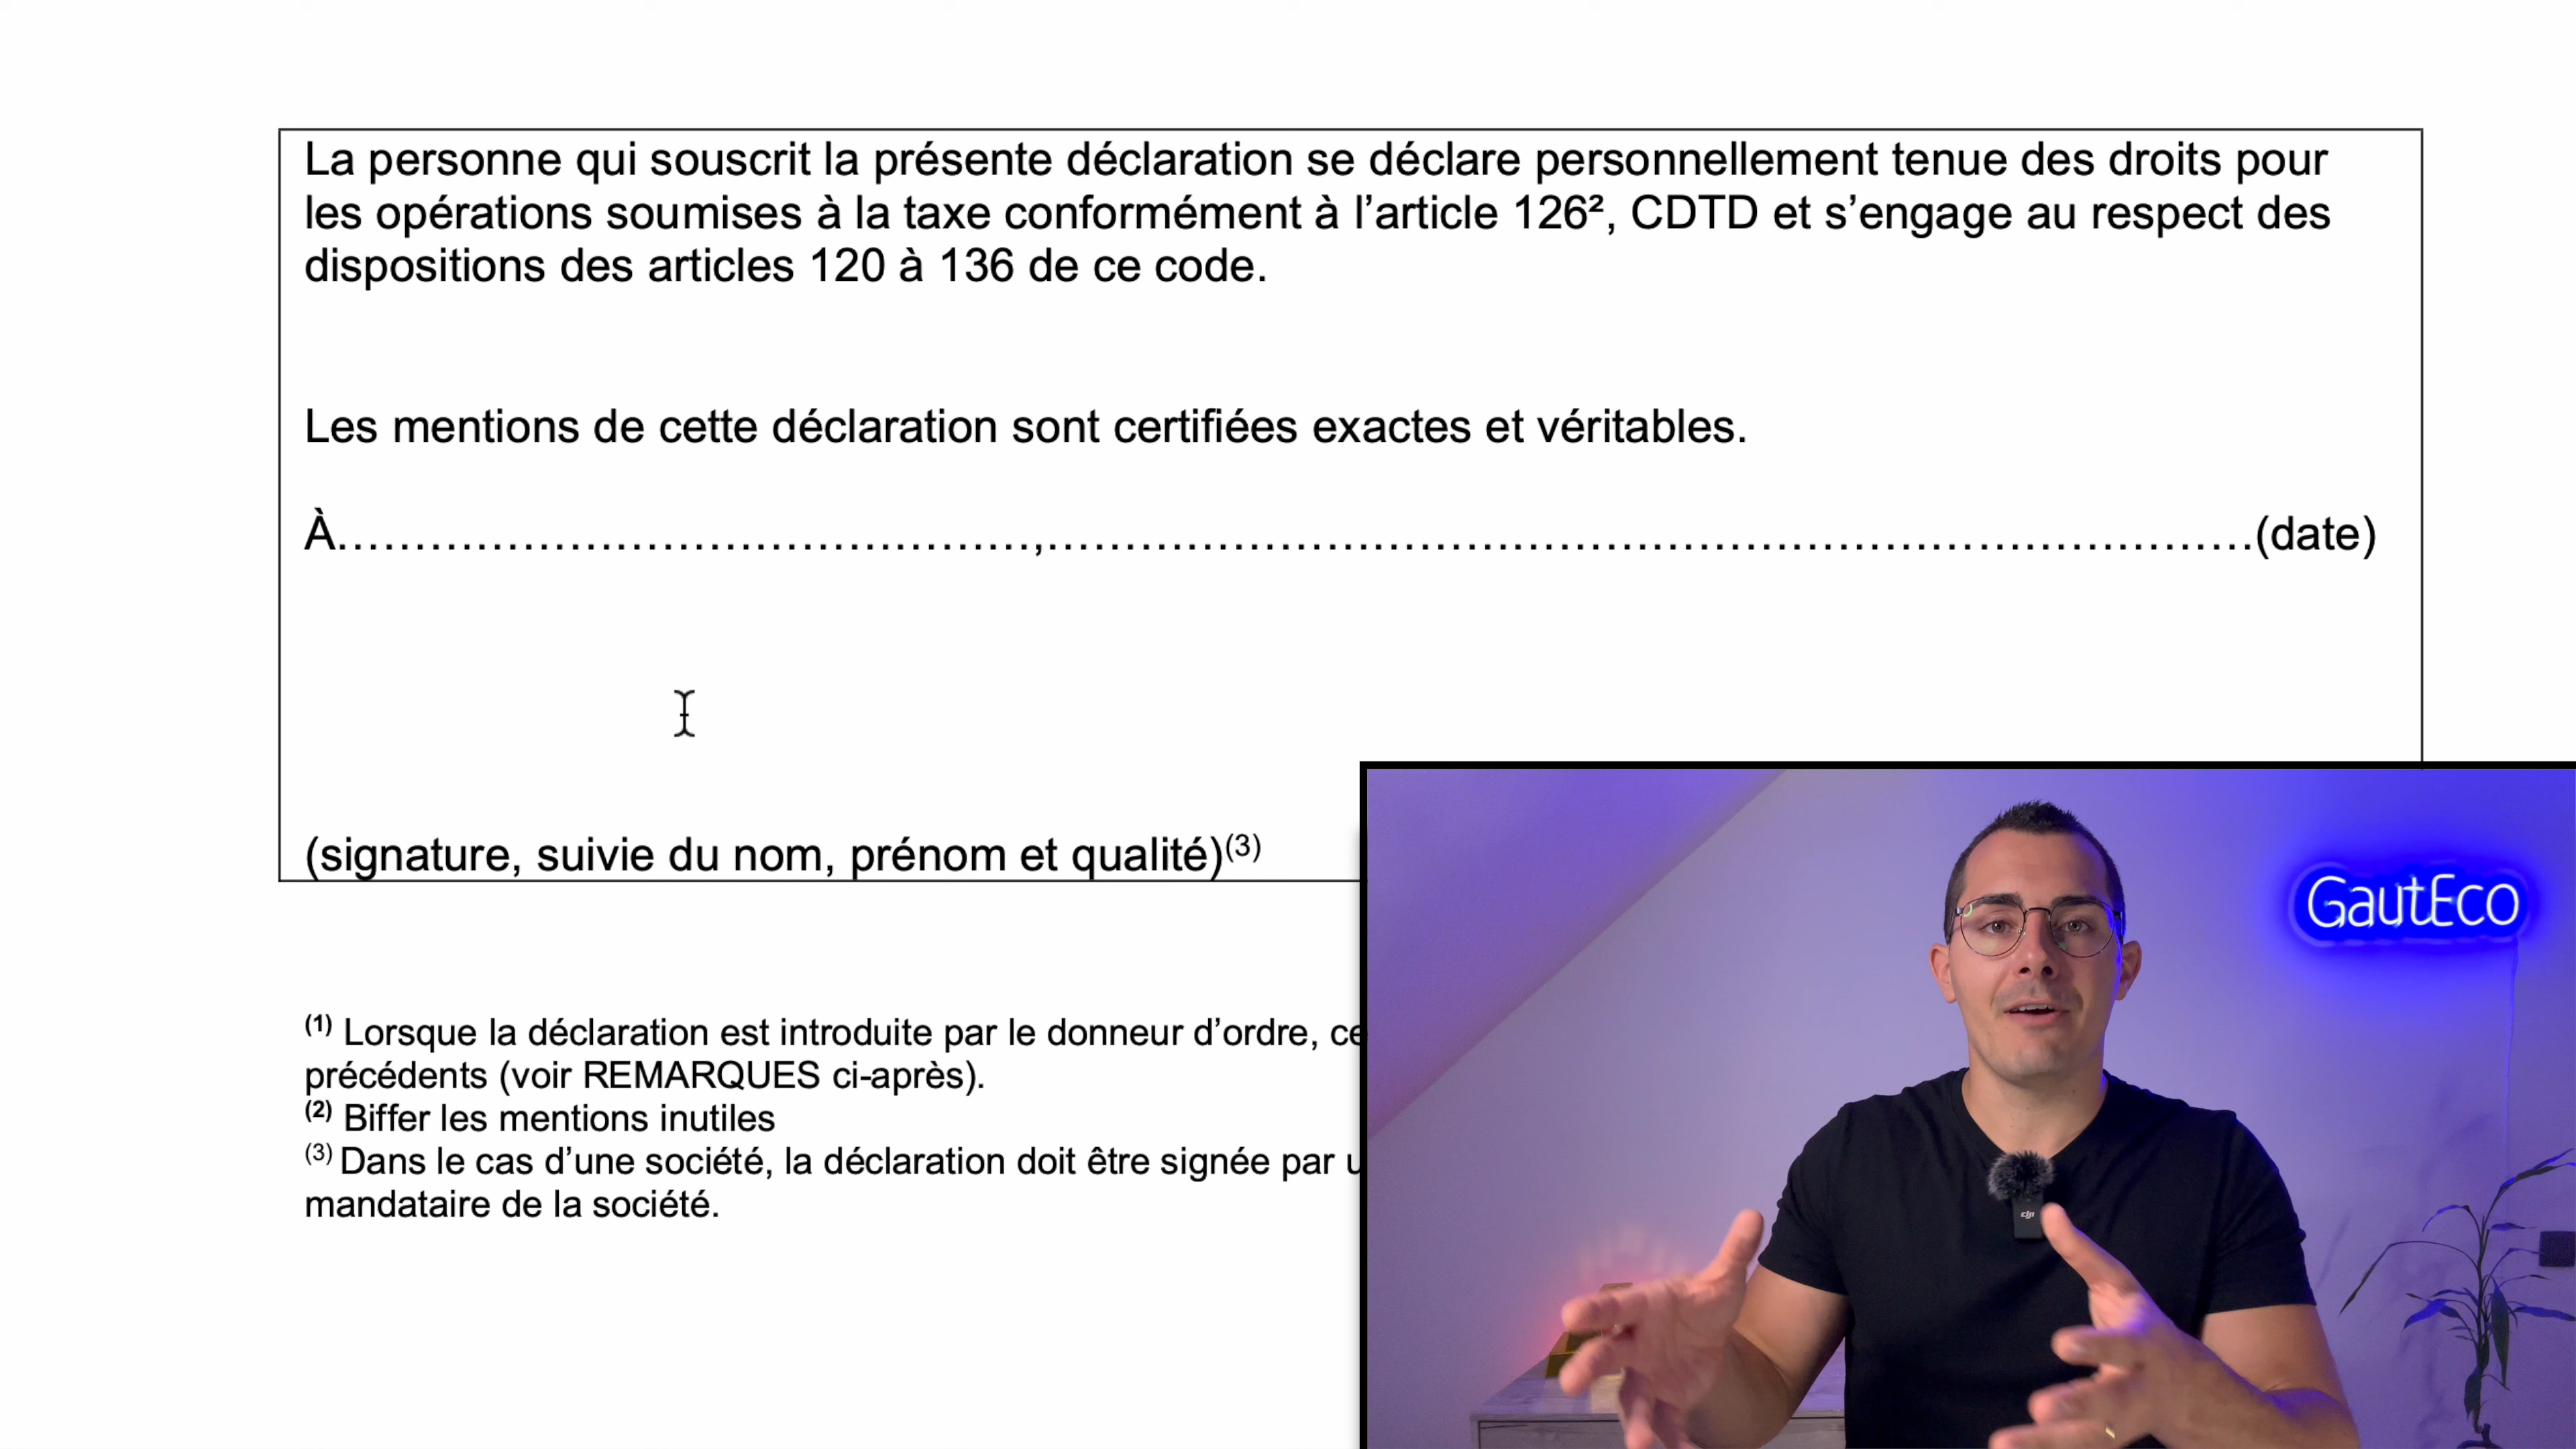 La personne qui souscrit la présente déclaration se déclare personnellement tenue des droits pour
les opérations soumises à la taxe conformément à l’article 126², CDTD et s’engage au respect des
dispositions des articles 120 à 136 de ce code.
Les mentions de cette déclaration sont certifiées exactes et véritables.
À..............................................,................................................................................(date)
(signature, suivie du nom, prénom et qualité)(3)
GautEco
(1) Lorsque la déclaration est introduite par le donneur d’ordre, ce
précédents (voir REMARQUES ci-après).
(2) Biffer les mentions inutiles
(3) Dans le cas d’une société, la déclaration doit être signée par u
mandataire de la société.
dji